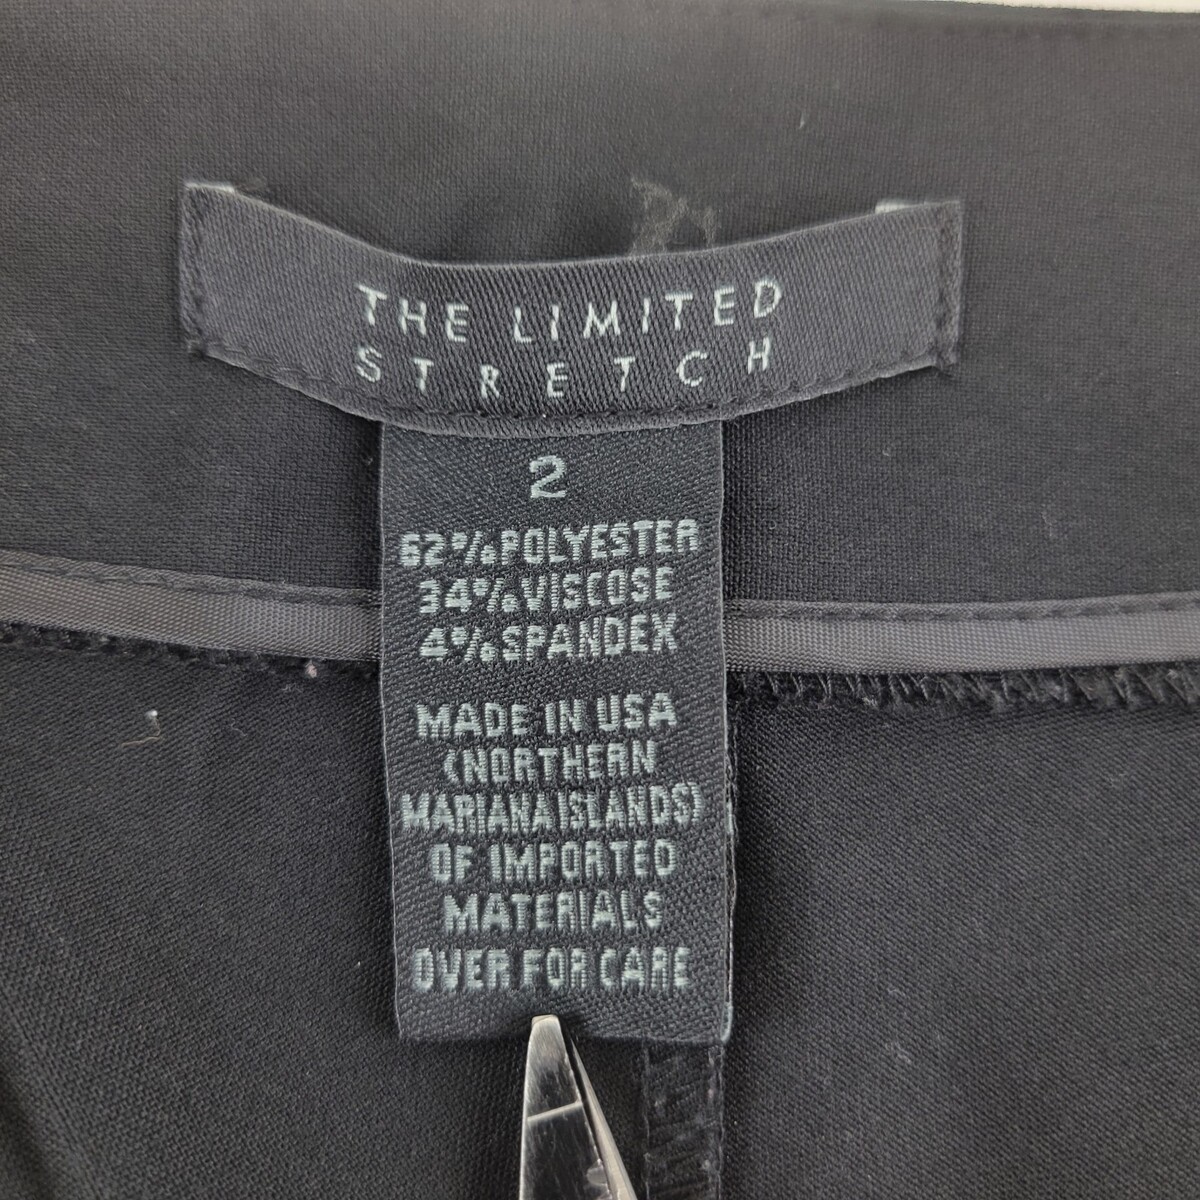 THE LIMITED
STRETCH
2
62%POLYESTER
34%VISCOSE
4%SPANDEX
MADE IN USA
(NORTHERN
MARIANA ISLANDS)
OF IMPORTED
MATERIALS
OVER FOR CARE